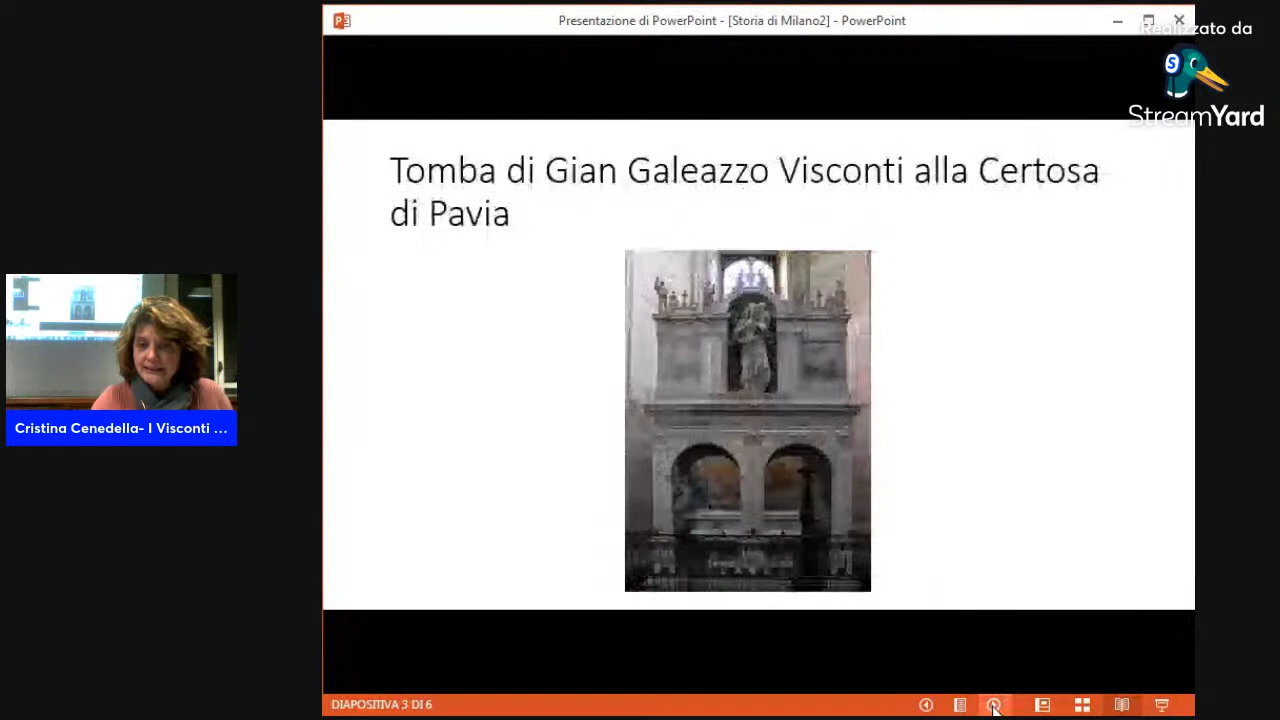 Presentazione di PowerPoint - [Storia di Milano2] - PowerPoint
Realizzato da
StreamYard
Tomba di Gian Galeazzo Visconti alla Certosa
di Pavia
Cristina Cenedella- I Visconti ...
DIAPOSITIVA 3 DI 6